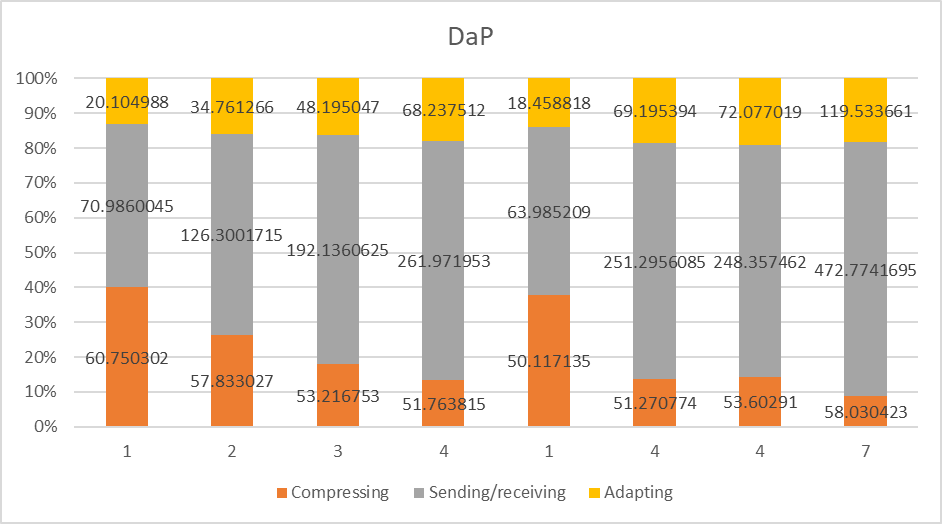 DaP
100%
20.104988 34.761266 48.195047 68.237512 18.458818 69.195394 72.077019 119.533661
90%
80%
70%
70.9860045 126.3001715 192.1360625 261.971953 63.985209 251.2956085 248.357462 472.7741695
60%
50%
40%
30%
20%
60.750302 57.833027 53.216753 51.763815 50.117135 51.270774 53.60291 58.030423
10%
0%
1 2 3 4 1 4 4 7
Compressing Sending/receiving Adapting